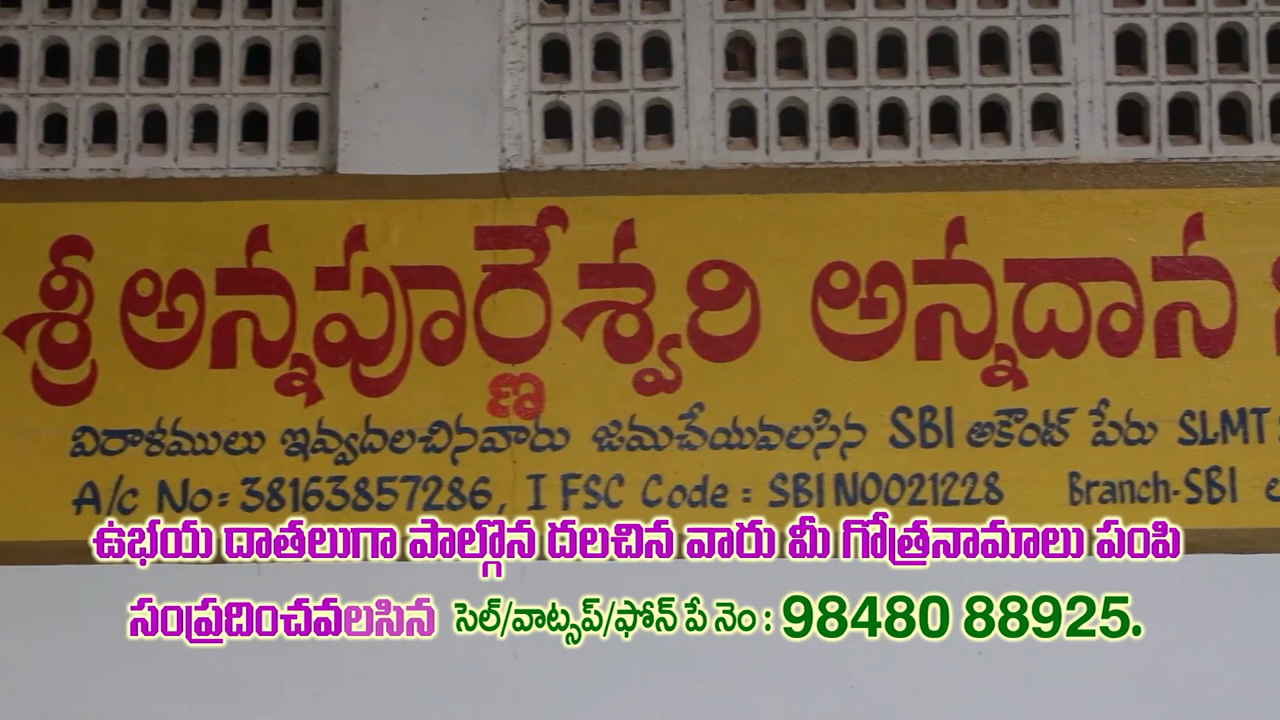 శ్రీ అన్నపూర్ణేశ్వరి అన్నదాన
విరాళములు ఇవ్వదలచినవారు జమచేయవలసిన SBI అకౌంట్ పేరు SLMT
A/c No= 38163857286, I FSC Code : SBIN0021228 Branch-SBI
ఉభయ దాతలుగా పాల్గొన దలచిన వారు మీ గోత్రనామాలు పంపి
సంప్రదించవలసిన సెల్/వాట్సప్/ఫోన్ పే నెం : 98480 88925.